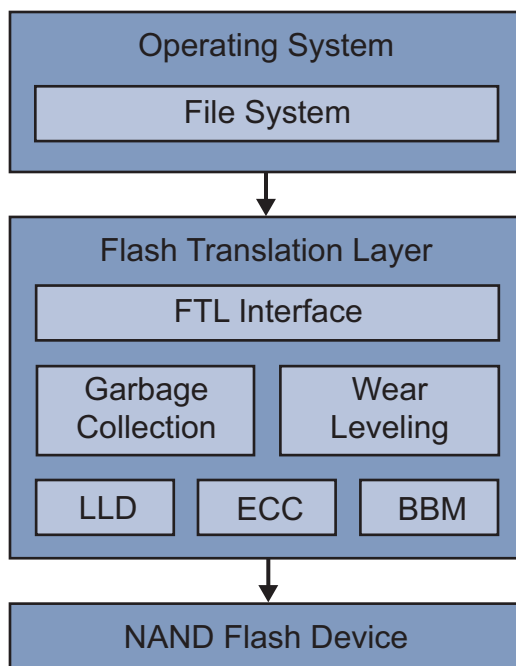 Operating System
File System
Flash Translation Layer
FTL Interface
Garbage
Collection
Wear
Leveling
LLD
ECC
BBM
NAND Flash Device